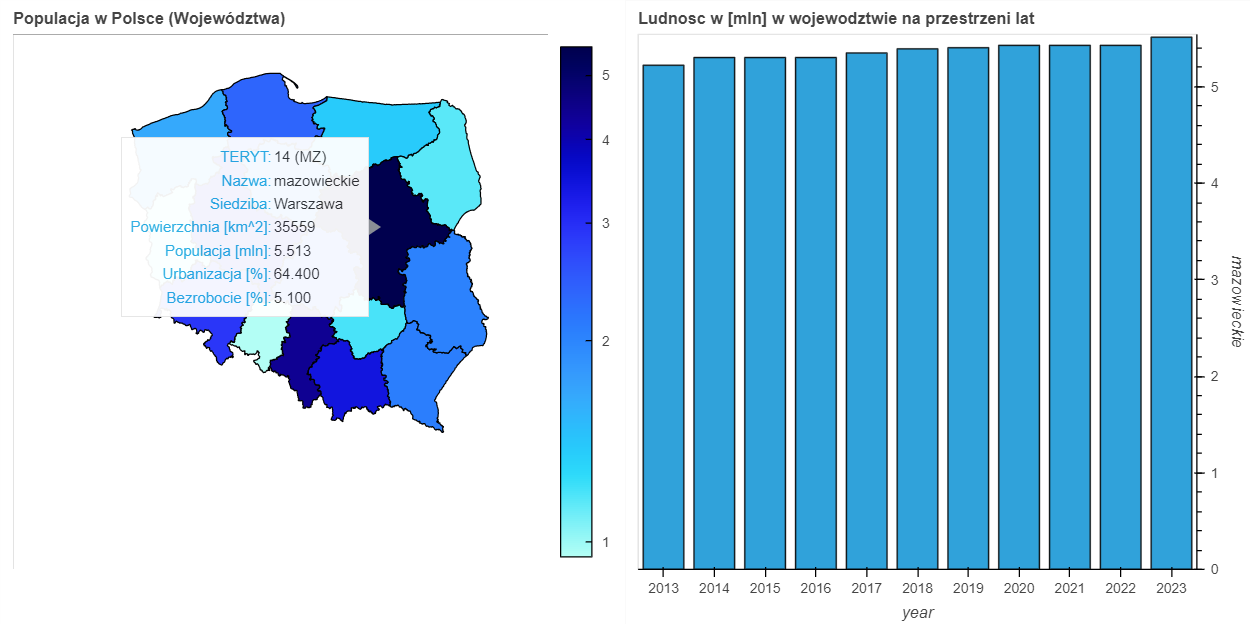 Populacja w Polsce (Województwa)
TERYT: 14 (MZ)
Nazwa: mazowieckie
Siedziba: Warszawa
Powierzchnia [km^2]: 35559
Populacja [mln]: 5.513
Urbanizacja [%]: 64.400
Bezrobocie [%]: 5.100
5
4
3
2
1
Ludnosc w [mln] w wojewodztwie na przestrzeni lat
5
4
3
2
1
0
mazowieckie
2013 2014 2015 2016 2017 2018 2019 2020 2021 2022 2023
year